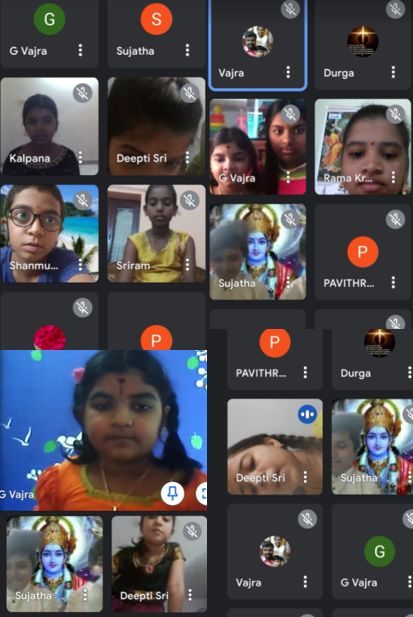 G
G Vajra
S
Sujatha
Vajra
Durga
Kalpana
Deepti Sri
G Vajra
Rama Kr...
Shanmu...
Sriram
Sujatha
P
PAVITHR...
P
G Vajra
Sujatha
Deepti Sri
P
PAVITHR...
Durga
Deepti Sri
Sujatha
Vajra
G
G Vajra